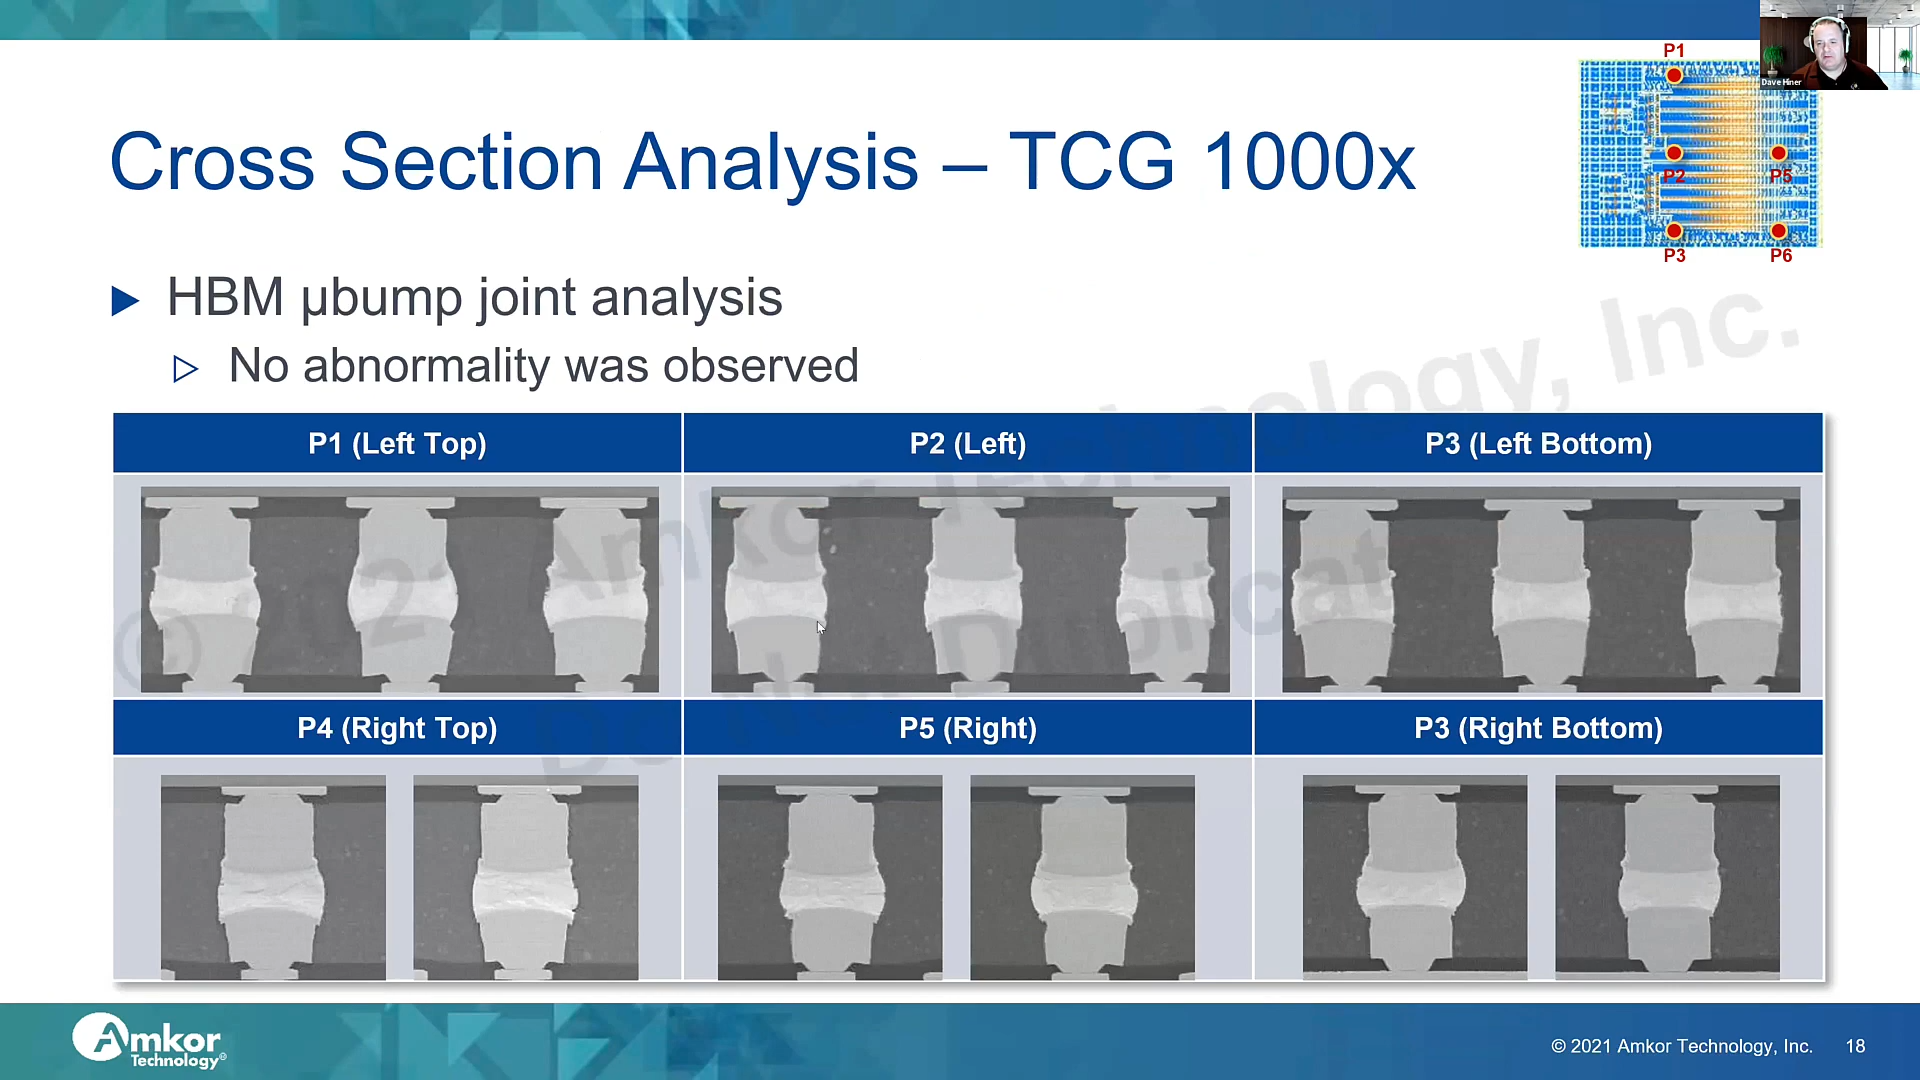 P1
Dave Hiner
Cross Section Analysis – TCG 1000x
P2
P5
P3
P6
▶ HBM µbump joint analysis
▷ No abnormality was observed
P1 (Left Top)
P2 (Left)
P3 (Left Bottom)
P4 (Right Top)
P5 (Right)
P3 (Right Bottom)
© 2021 Amkor Technology, Inc.
Do Not Duplicate
Amkor
Technology®
© 2021 Amkor Technology, Inc.
18